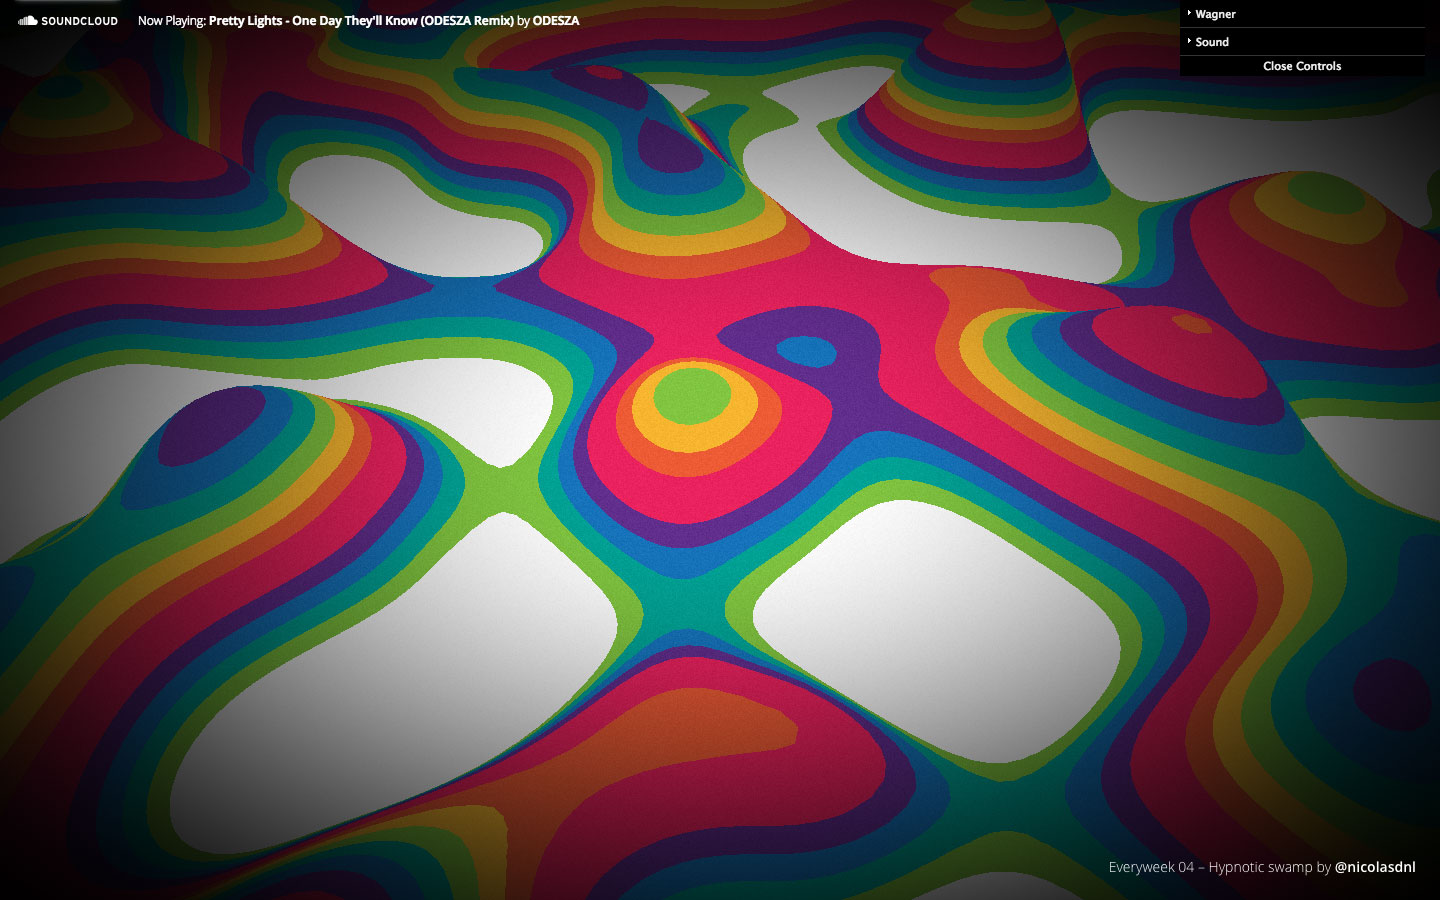 SOUNDCLOUD Now Playing: Pretty Lights - One Day They'll Know (ODESZA Remix) by ODESZA
Wagner
Sound
Close Controls
Everyweek 04 – Hypnotic swamp by @nicolasdnl